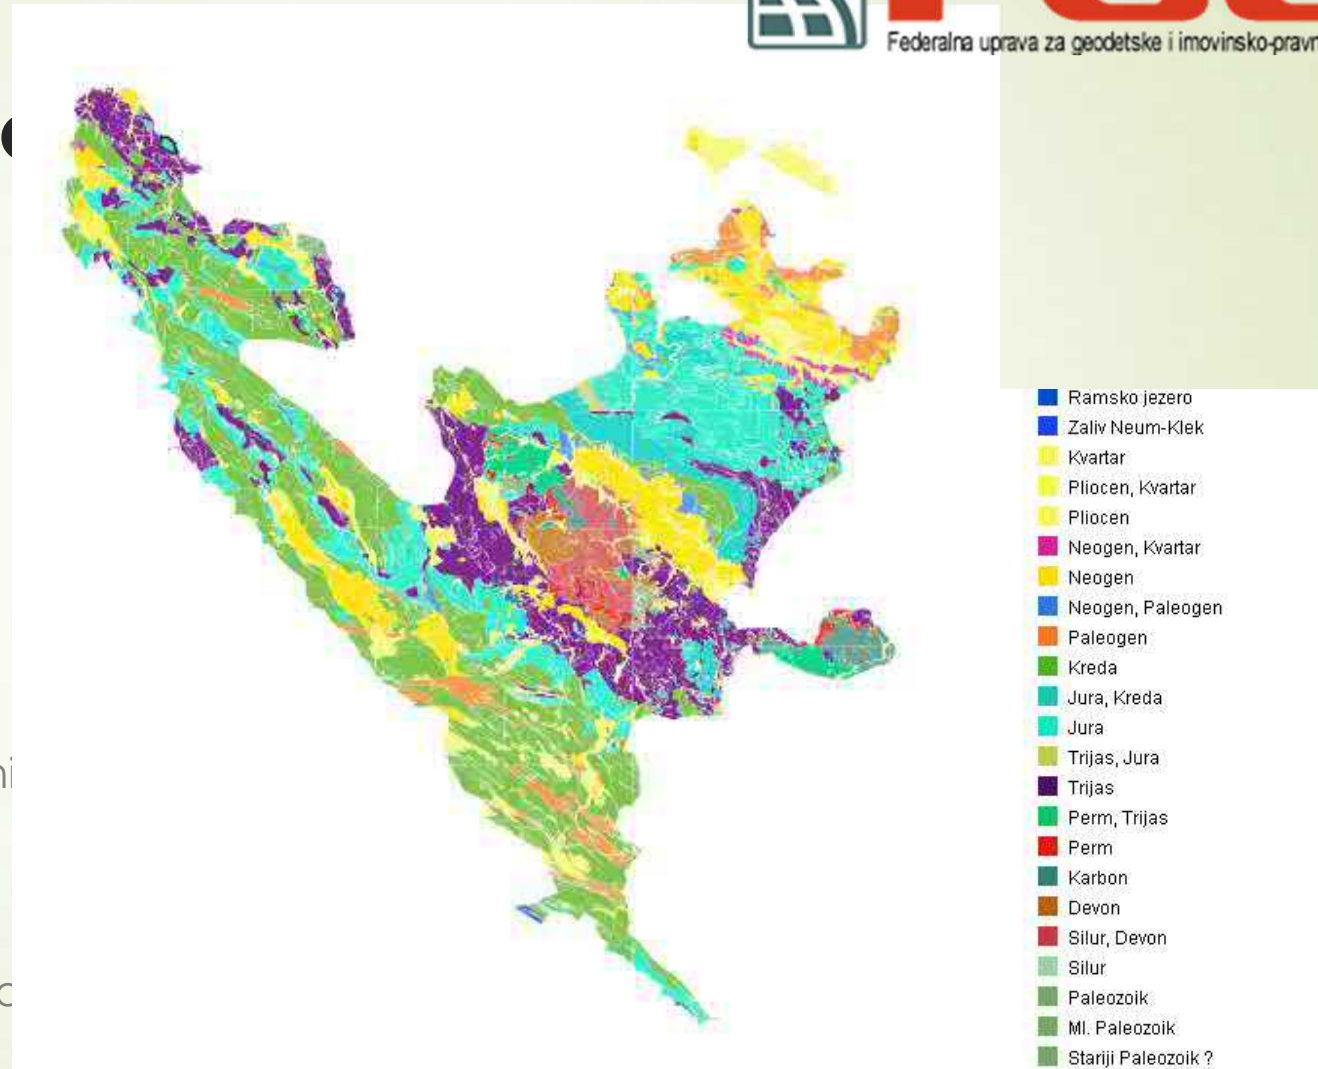 Federalna uprava za geodetske i
Ramsko jezero
Zaliv Neum-Klek
Kvartar
Pliocen, Kvartar
Pliocen
Neogen, Kvartar
Neogen
Neogen, Paleogen
Paleogen
Kreda
Jura, Kreda
Jura
Trijas, Jura
Trijas
Perm, Trijas
Perm
Karbon
Devon
Silur, Devon
Silur
Paleozoik
Ml. Paleozoik
Stariji Paleozoik ?